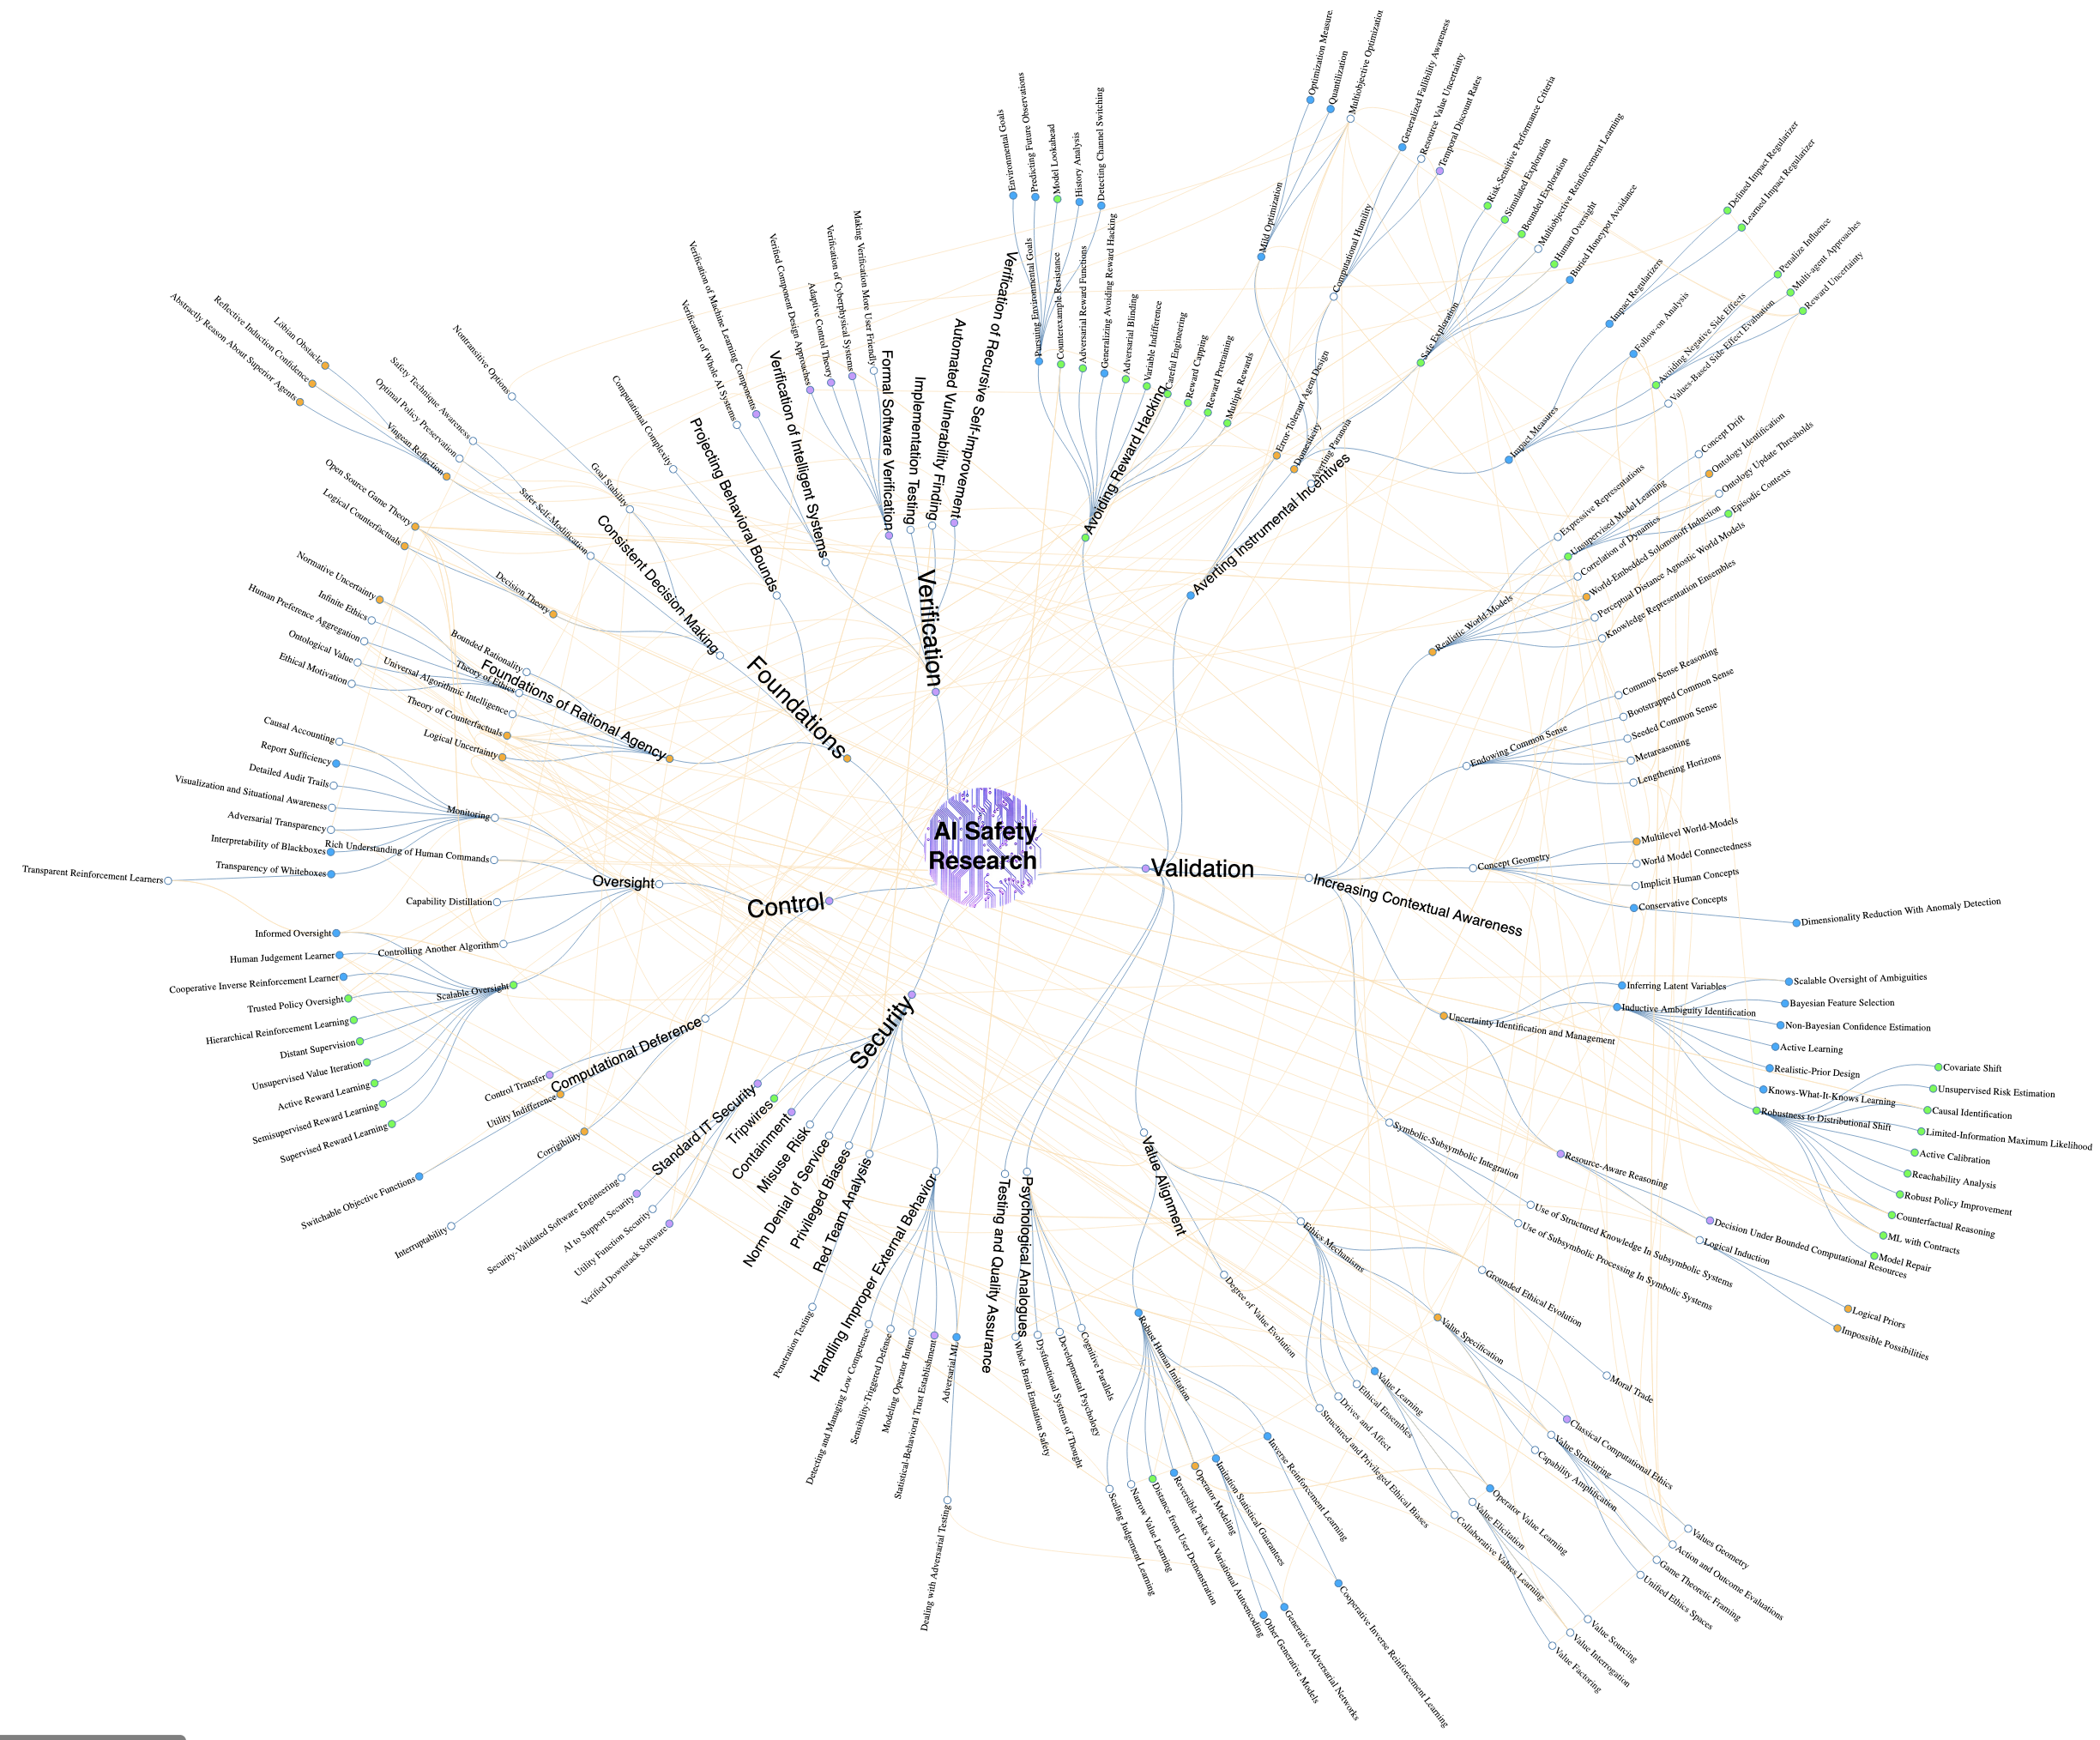 AI Safety
Research
Foundations
Foundations of Rational Agency
Logical Uncertainty
Theory of Counterfactuals
Universal Algorithmic Intelligence
Theory of Ethics
Ethical Motivation
Ontological Value
Human Preference Aggregation
Infinite Ethics
Normative Uncertainty
Bounded Rationality
Consistent Decision Making
Decision Theory
Logical Counterfactuals
Open Source Game Theory
Safer Self-Modification
Vingean Reflection
Abstractly Reason About Superior Agents
Reflective Induction Confidence
Löbian Obstacle
Optimal Policy Preservation
Safety Technique Awareness
Goal Stability
Nontransitive Options
Projecting Behavioral Bounds
Computational Complexity
Verification
Verification of Intelligent Systems
Verification of Whole AI Systems
Verification of Machine Learning Components
Formal Software Verification
Verified Component Design Approaches
Adaptive Control Theory
Verification of Cyberphysical Systems
Making Verification More User Friendly
Implementation Testing
Automated Vulnerability Finding
Verification of Recursive Self-Improvement
Validation
Avoiding Reward Hacking
Pursuing Environmental Goals
Environmental Goals
Predicting Future Observations
Model Lookahead
History Analysis
Detecting Channel Switching
Counterexample Resistance
Adversarial Reward Functions
Generalizing Avoiding Reward Hacking
Adversarial Blinding
Variable Indifference
Careful Engineering
Reward Capping
Reward Pretraining
Multiple Rewards
Averting Instrumental Incentives
Error-Tolerant Agent Design
Domesticity
Averting Paranoia
Mild Optimization
Optimization Measure
Quantilization
Multiobjective Optimization
Computational Humility
Generalized Fallibility Awareness
Resource Value Uncertainty
Temporal Discount Rates
Safe Exploration
Risk-Sensitive Performance Criteria
Simulated Exploration
Bounded Exploration
Multiobjective Reinforcement Learning
Human Oversight
Buried Honeypot Avoidance
Impact Measures
Impact Regularizers
Defined Impact Regularizer
Learned Impact Regularizer
Follow-on Analysis
Avoiding Negative Side Effects
Penalize Influence
Multi-agent Approaches
Reward Uncertainty
Values-Based Side Effect Evaluation
Increasing Contextual Awareness
Realistic World-Models
Expressive Representations
Unsupervised Model Learning
Concept Drift
Ontology Identification
Ontology Update Thresholds
Episodic Contexts
Correlation of Dynamics
World-Embedded Solomonoff Induction
Perceptual Distance Agnostic World Models
Knowledge Representation Ensembles
Endowing Common Sense
Common Sense Reasoning
Bootstrapped Common Sense
Seeded Common Sense
Metareasoning
Lengthening Horizons
Concept Geometry
Multilevel World-Models
World Model Connectedness
Implicit Human Concepts
Conservative Concepts
Dimensionality Reduction With Anomaly Detection
Uncertainty Identification and Management
Inferring Latent Variables
Inductive Ambiguity Identification
Scalable Oversight of Ambiguities
Bayesian Feature Selection
Non-Bayesian Confidence Estimation
Active Learning
Realistic-Prior Design
Knows-What-It-Knows Learning
Robustness to Distributional Shift
Covariate Shift
Unsupervised Risk Estimation
Causal Identification
Limited-Information Maximum Likelihood
Active Calibration
Reachability Analysis
Robust Policy Improvement
Counterfactual Reasoning
ML with Contracts
Model Repair
Resource-Aware Reasoning
Decision Under Bounded Computational Resources
Logical Induction
Logical Priors
Impossible Possibilities
Symbolic-Subsymbolic Integration
Use of Structured Knowledge In Subsymbolic Systems
Use of Subsymbolic Processing In Symbolic Systems
Value Alignment
Ethics Mechanisms
Grounded Ethical Evolution
Moral Trade
Value Specification
Classical Computational Ethics
Value Structuring
Values Geometry
Action and Outcome Evaluations
Game Theoretic Framing
Unified Ethics Spaces
Capability Amplification
Value Learning
Operator Value Learning
Value Elicitation
Value Sourcing
Value Interrogation
Value Factoring
Collaborative Values Learning
Ethical Ensembles
Drives and Affect
Structured and Privileged Ethical Biases
Degree of Value Evolution
Robust Human Imitation
Inverse Reinforcement Learning
Cooperative Inverse Reinforcement Learning
Imitation Statistical Guarantees
Generative Adversarial Networks
Other Generative Models
Operator Modeling
Reversible Tasks via Variational Autoencoding
Distance from User Demonstration
Narrow Value Learning
Scaling Judgement Learning
Psychological Analogues
Cognitive Parallels
Developmental Psychology
Dysfunctional Systems of Thought
Whole Brain Emulation Safety
Testing and Quality Assurance
Security
Standard IT Security
Security-Validated Software Engineering
AI to Support Security
Utility Function Security
Verified Downstack Software
Tripwires
Containment
Misuse Risk
Norm Denial of Service
Privileged Biases
Red Team Analysis
Penetration Testing
Handling Improper External Behavior
Detecting and Managing Low Competence
Sensibility-Triggered Defense
Modeling Operator Intent
Statistical-Behavioral Trust Establishment
Adversarial ML
Dealing with Adversarial Testing
Control
Oversight
Monitoring
Causal Accounting
Report Sufficiency
Detailed Audit Trails
Visualization and Situational Awareness
Adversarial Transparency
Interpretability of Blackboxes
Transparency of Whiteboxes
Transparent Reinforcement Learners
Rich Understanding of Human Commands
Capability Distillation
Controlling Another Algorithm
Scalable Oversight
Informed Oversight
Human Judgement Learner
Cooperative Inverse Reinforcement Learner
Trusted Policy Oversight
Hierarchical Reinforcement Learning
Distant Supervision
Unsupervised Value Iteration
Active Reward Learning
Semisupervised Reward Learning
Supervised Reward Learning
Computational Deference
Control Transfer
Utility Indifference
Switchable Objective Functions
Corrigibility
Interruptability